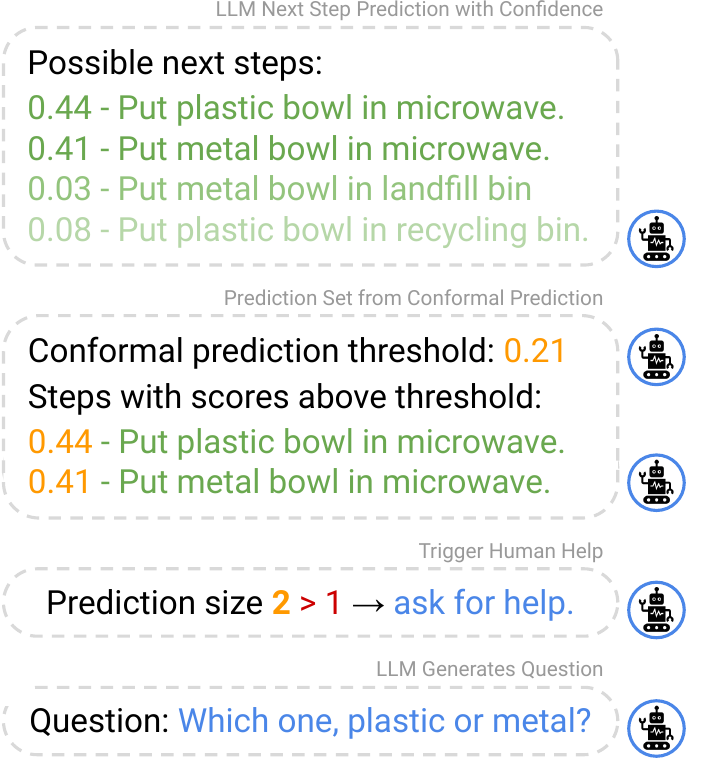 LLM Next Step Prediction with Confidence
Possible next steps:
0.44 - Put plastic bowl in microwave.
0.41 - Put metal bowl in microwave.
0.03 - Put metal bowl in landfill bin
0.08 - Put plastic bowl in recycling bin.
Prediction Set from Conformal Prediction
Conformal prediction threshold: 0.21
Steps with scores above threshold:
0.44 - Put plastic bowl in microwave.
0.41 - Put metal bowl in microwave.
Trigger Human Help
Prediction size 2 > 1 → ask for help.
LLM Generates Question
Question: Which one, plastic or metal?